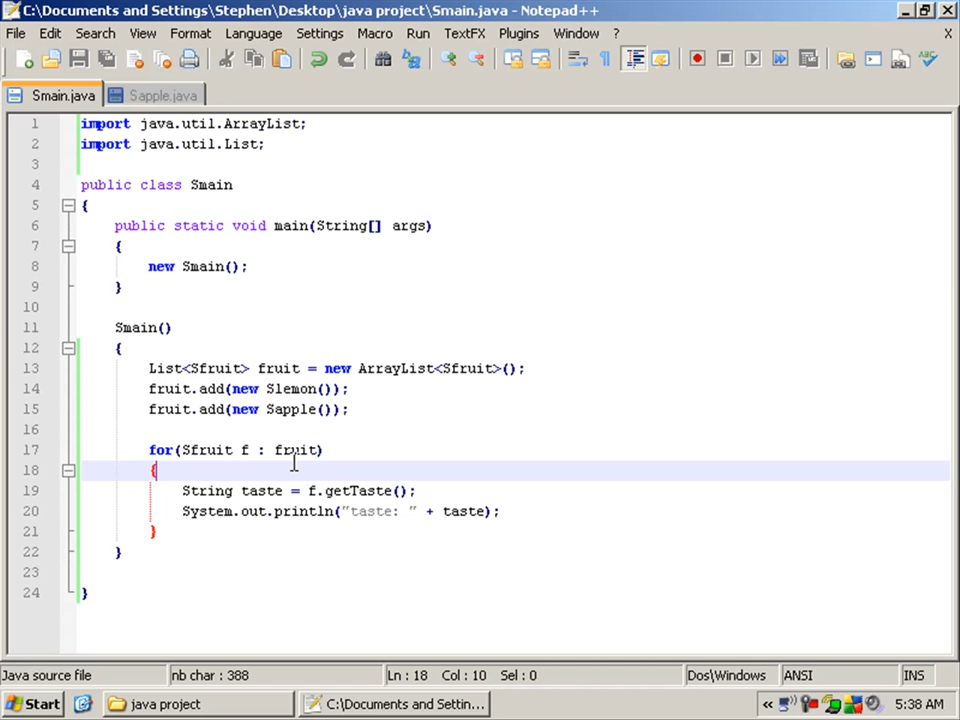 C:\Documents and Settings\Stephen\Desktop\java project\Smain.java - Notepad++
File Edit Search View Format Language Settings Macro Run TextFX Plugins Window ? X
Smain.java Sapple.java
1 import java.util.ArrayList;
2 import java.util.List;
3
4 public class Smain
5 {
6 public static void main(String[] args)
7 {
8 new Smain();
9 }
10
11 Smain()
12 {
13 List<Sfruit> fruit = new ArrayList<Sfruit>();
14 fruit.add(new Slemon());
15 fruit.add(new Sapple());
16
17 for(Sfruit f : fruit)
18 {
19 String taste = f.getTaste();
20 System.out.println("taste: " + taste);
21 }
22 }
23
24 }
Java source file nb char : 388 Ln : 18 Col : 10 Sel : 0 Dos\Windows ANSI INS
Start java project C:\Documents and Settin... « 5:38 AM